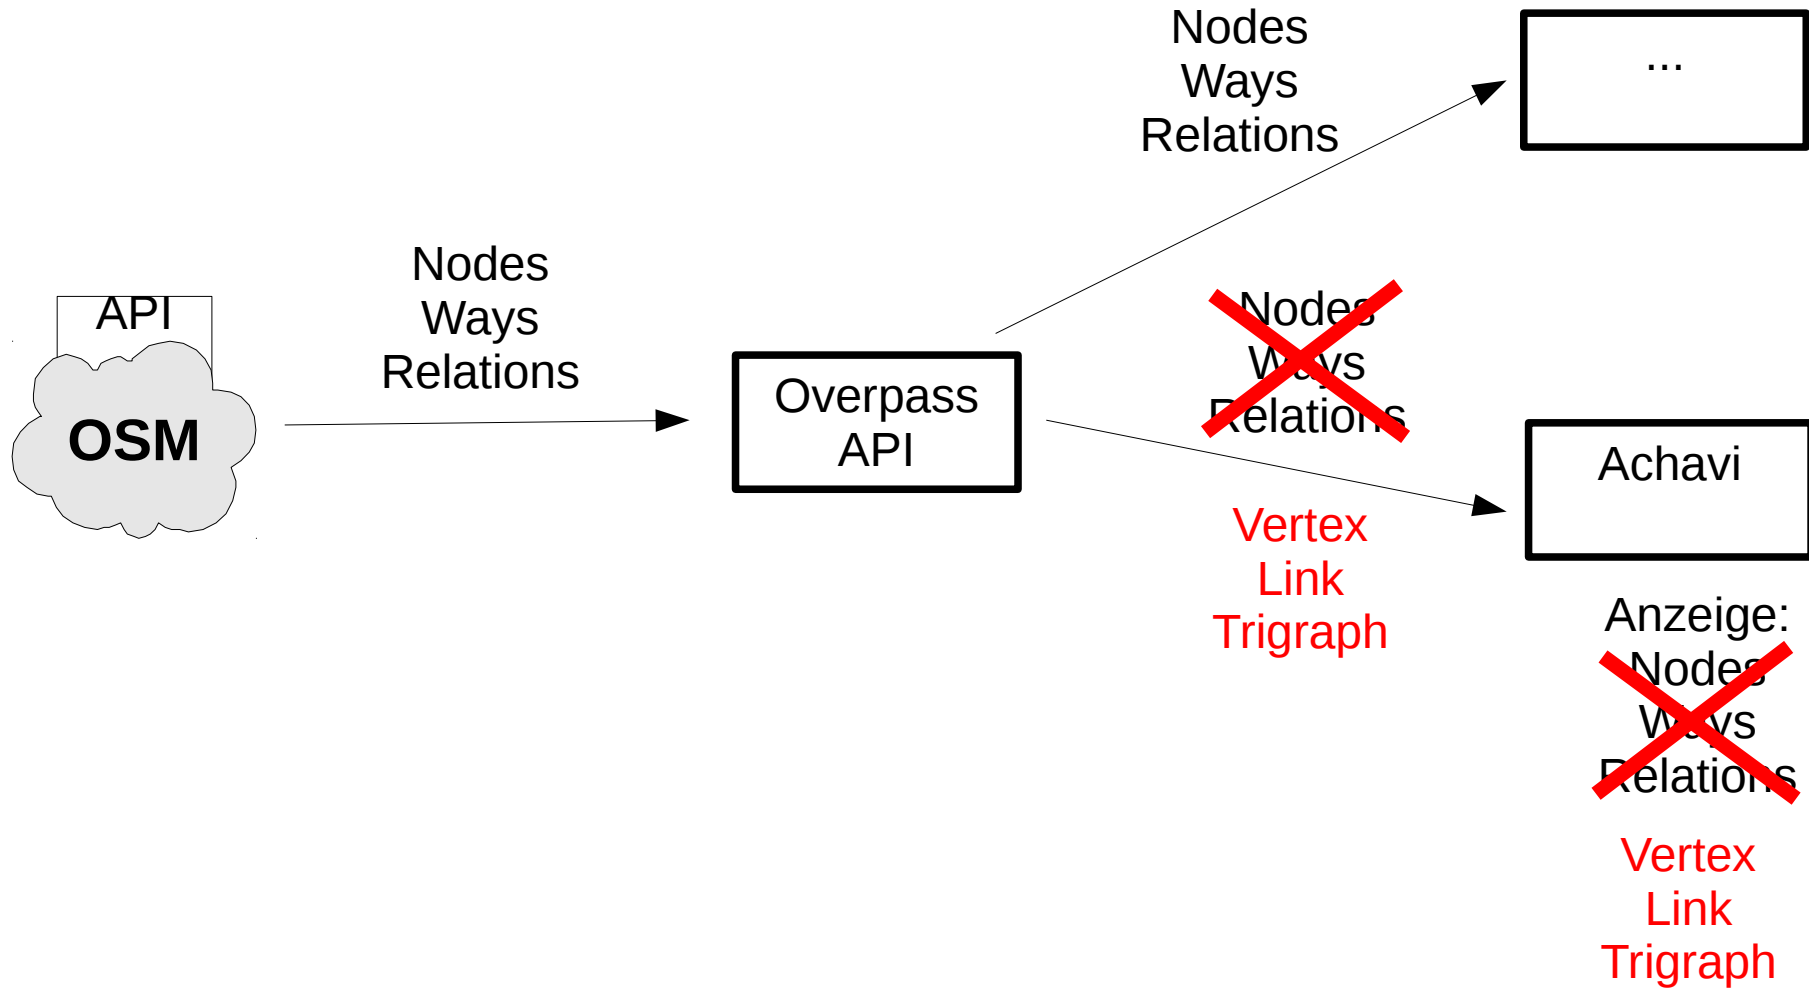 Nodes
Ways
Relations
...
Nodes
Ways
Relations
API
OSM
Overpass
API
Nodes
Ways
Relations
Vertex
Link
Trigraph
Achavi
Anzeige:
Nodes
Ways
Relations
Vertex
Link
Trigraph